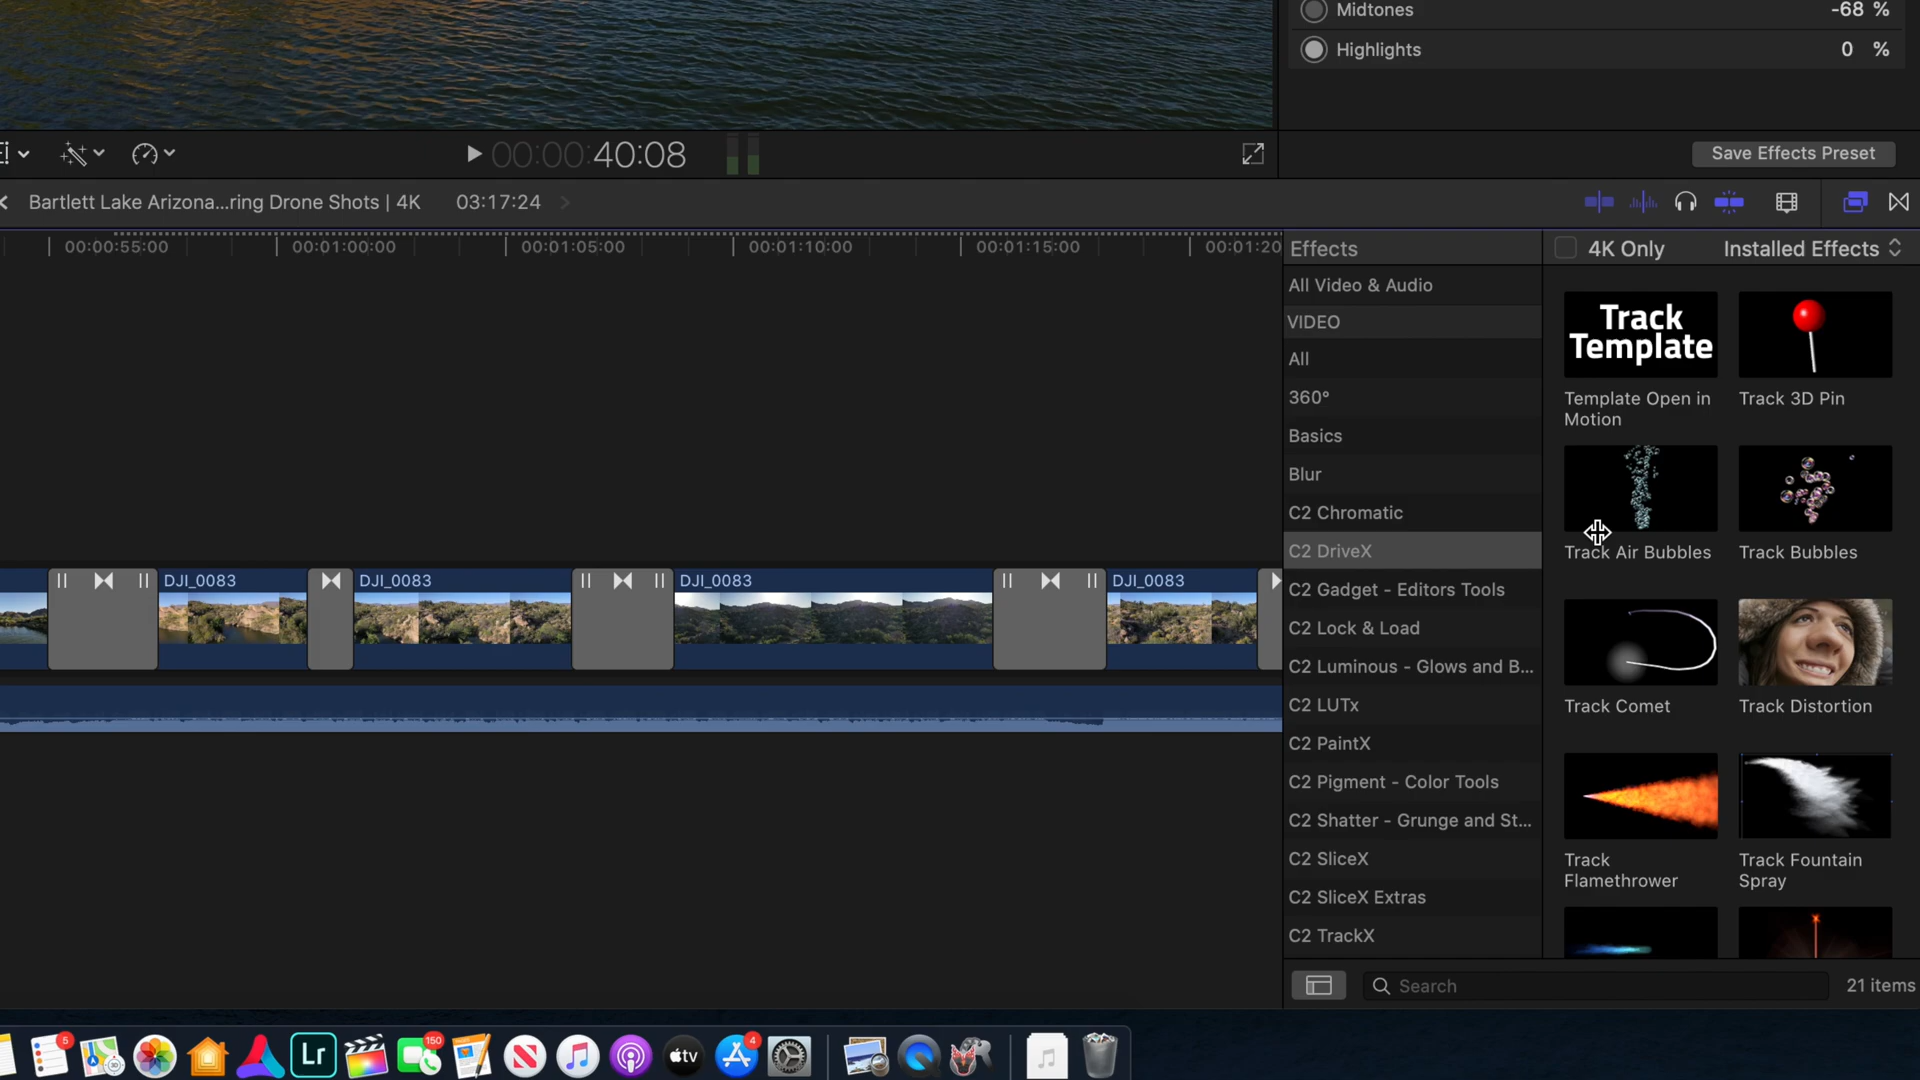 Midtones -68 %
Highlights 0 %
00:00:40:08
Save Effects Preset
Bartlett Lake Arizona...ring Drone Shots | 4K 03:17:24
00:00:55:00 00:01:00:00 00:01:05:00 00:01:10:00 00:01:15:00 00:01:20
Effects
4K Only Installed Effects
All Video & Audio
VIDEO
All
360°
Basics
Blur
C2 Chromatic
C2 DriveX
C2 Gadget - Editors Tools
C2 Lock & Load
C2 Luminous - Glows and B...
C2 LUTx
C2 PaintX
C2 Pigment - Color Tools
C2 Shatter - Grunge and St...
C2 SliceX
C2 SliceX Extras
C2 TrackX
Track
Template
Template Open in
Motion
Track 3D Pin
Track Air Bubbles
Track Bubbles
Track Comet
Track Distortion
Track
Flamethrower
Track Fountain
Spray
Search
21 items
DJI_0083
DJI_0083
DJI_0083
DJI_0083
5
3D
Lr
150
tv
4